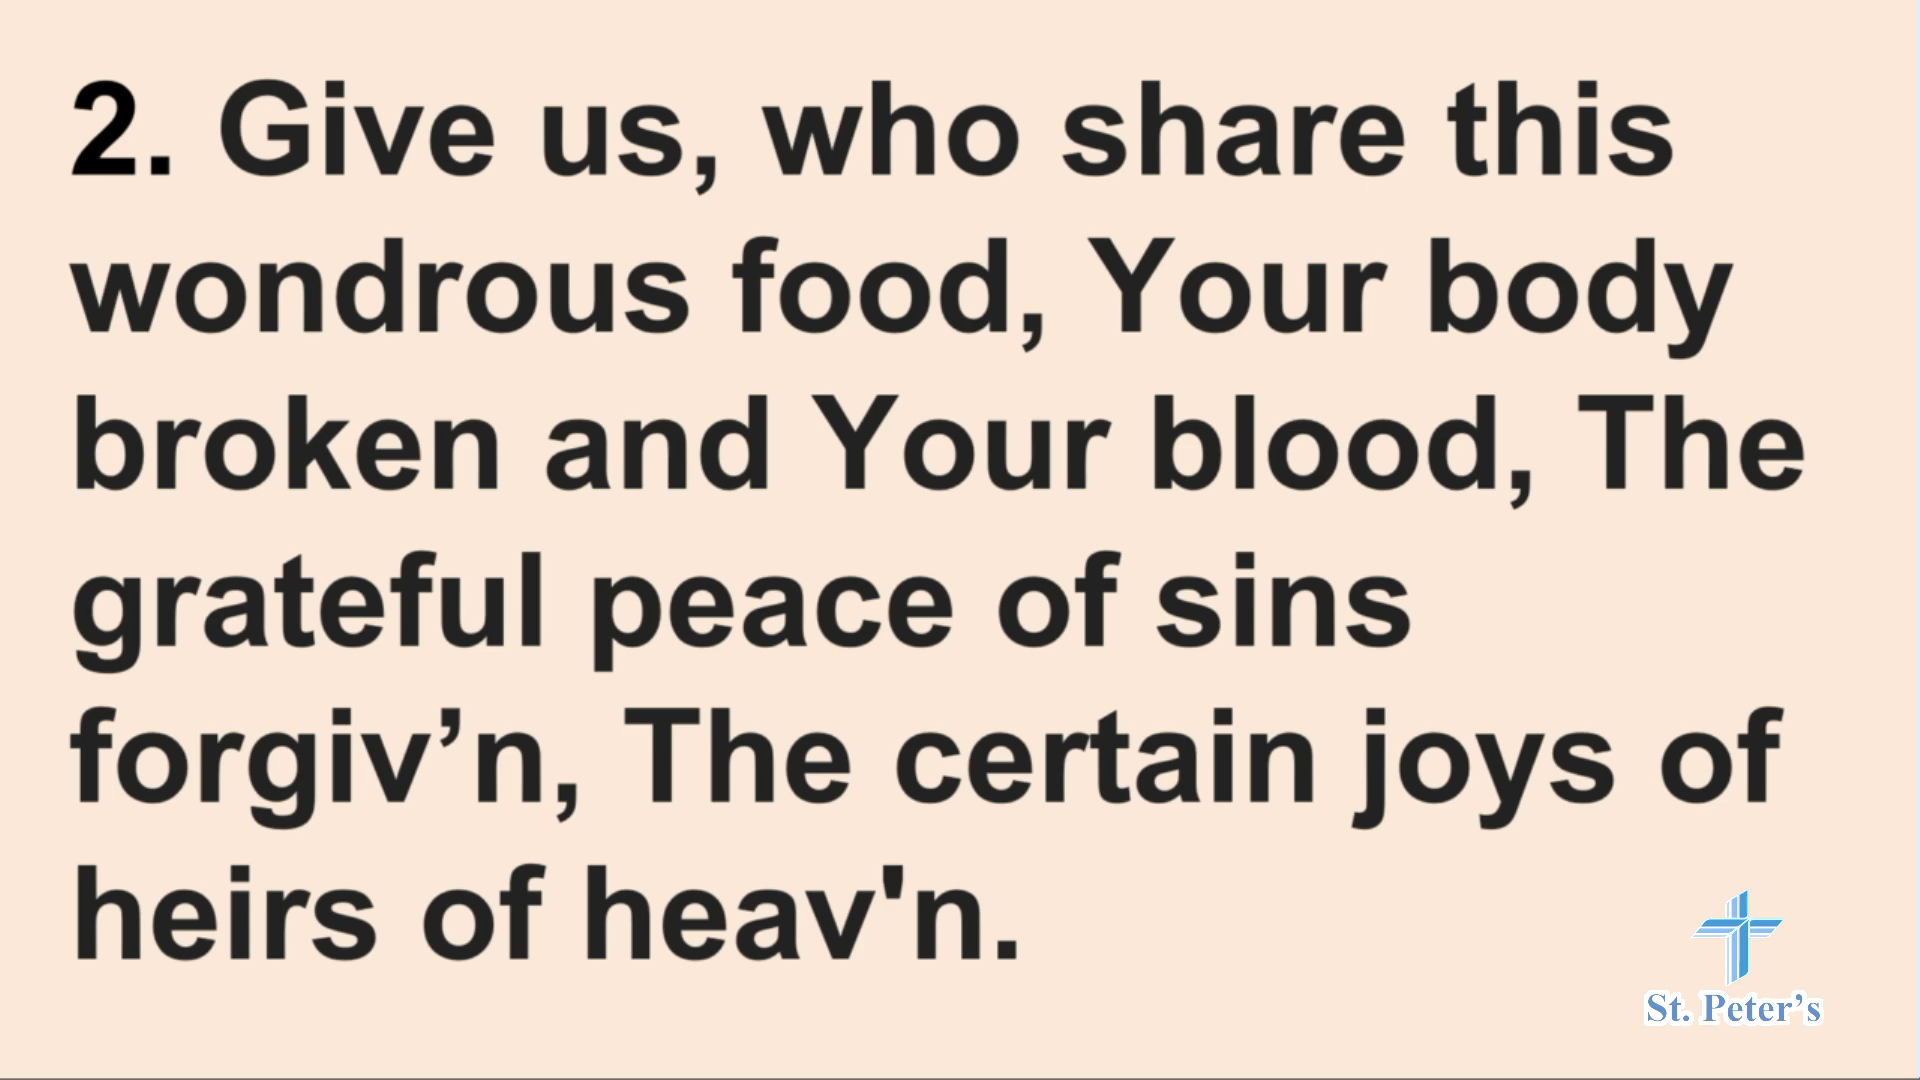 2. Give us, who share this
wondrous food, Your body
broken and Your blood, The
grateful peace of sins
forgiv’n, The certain joys of
heirs of heav'n.
St. Peter’s